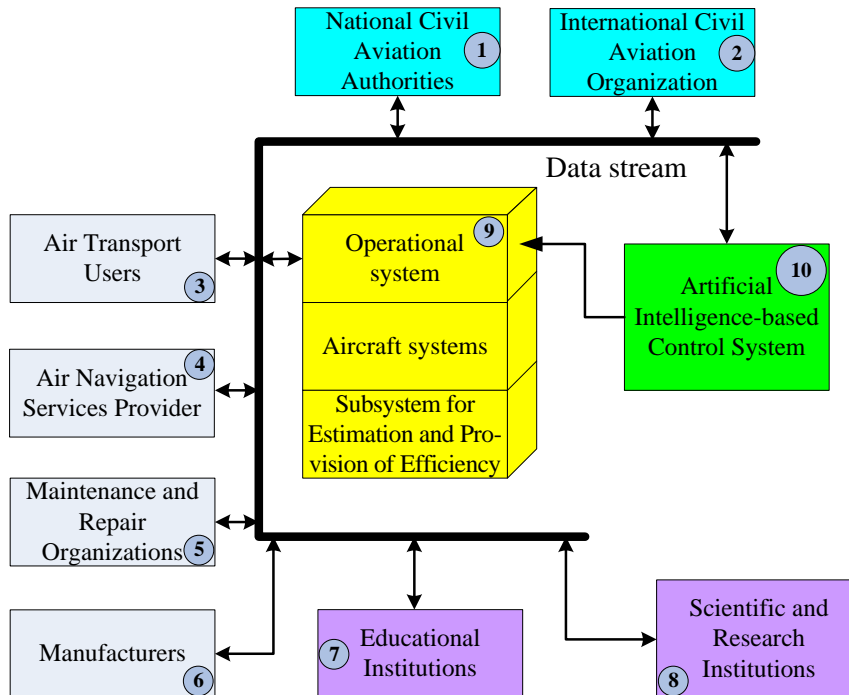 National Civil
Aviation
Authorities
1
International Civil
Aviation
Organization
2
Data stream
Air Transport
Users
3
Operational
system
9
Artificial
Intelligence-based
Control System
10
Aircraft systems
Air Navigation
Services Provider
4
Subsystem for
Estimation and Pro-
vision of Efficiency
Maintenance and
Repair
Organizations
5
Manufacturers
6
Educational
Institutions
7
Scientific and
Research
Institutions
8